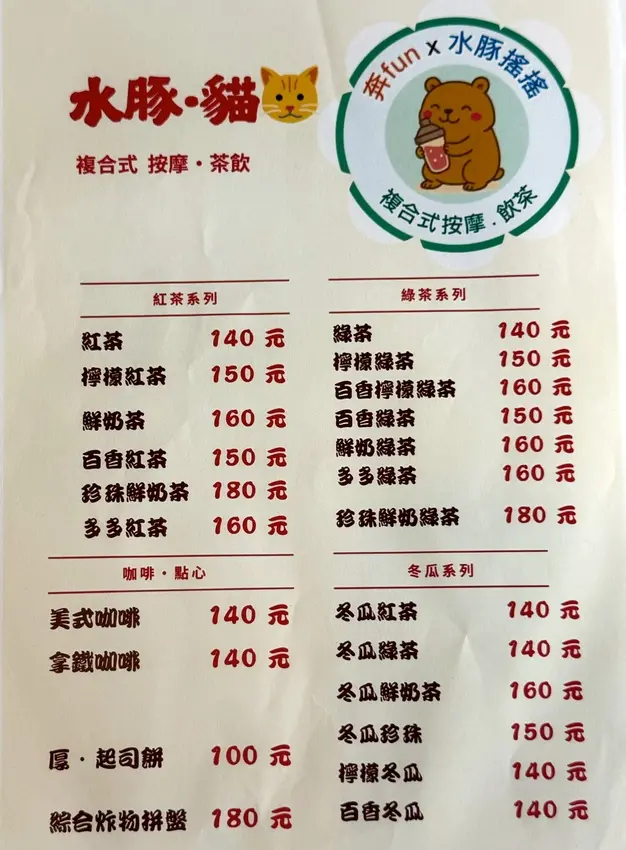 水豚·貓
複合式 按摩·茶飲
奔fun x 水豚搖搖
複合式按摩.飲茶
紅茶系列
紅茶 140 元
檸檬紅茶 150 元
鮮奶茶 160 元
百香紅茶 150 元
珍珠鮮奶茶 180 元
多多紅茶 160 元
綠茶系列
綠茶 140 元
檸檬綠茶 150 元
百香檸檬綠茶 160 元
百香綠茶 150 元
鮮奶綠茶 160 元
多多綠茶 160 元
珍珠鮮奶綠茶 180 元
咖啡·點心
美式咖啡 140 元
拿鐵咖啡 140 元
厚·起司餅 100 元
綜合炸物拼盤 180 元
冬瓜系列
冬瓜紅茶 140 元
冬瓜綠茶 140 元
冬瓜鮮奶茶 160 元
冬瓜珍珠 150 元
檸檬冬瓜 140 元
百香冬瓜 140 元